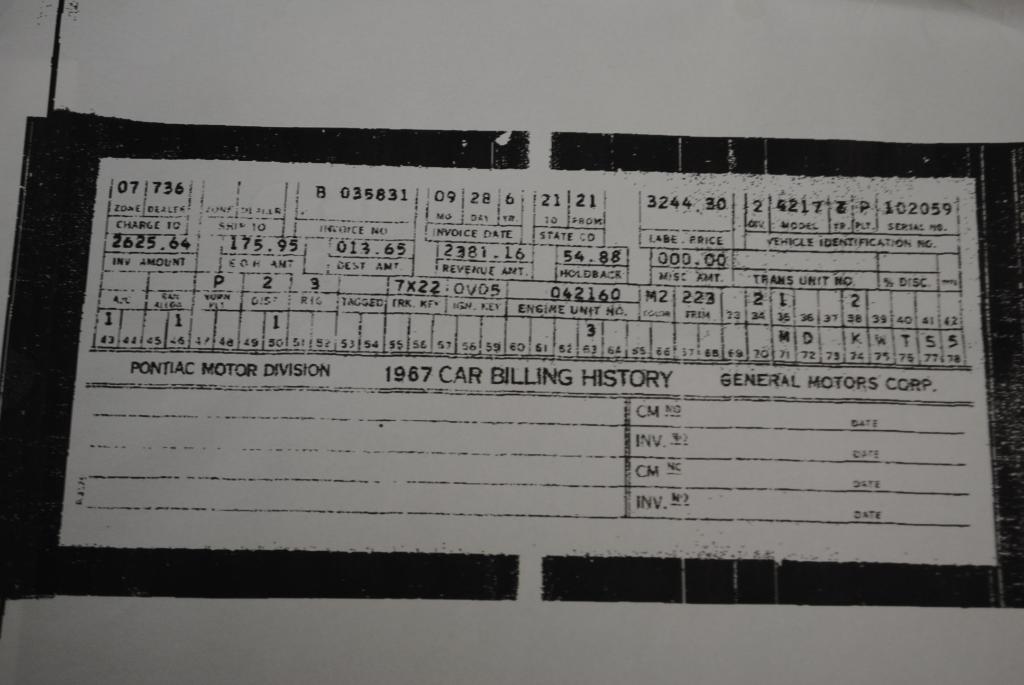 07 736 B 035831 09 28 6 21 21 3244.30 2 4217 Z P 102059
ZONE DEALER ZONE DEALER MO DAY YR. TO FROM DIV. MODEL YR. PLT. SERIAL NO.
CHARGE TO SHIP TO INVOICE NO INVOICE DATE STATE CD LABEL PRICE VEHICLE IDENTIFICATION NO.
2625.64 175.95 013.65 2381.16 54.88 000.00
INV AMOUNT E.O.H AMT DEST AMT. REVENUE AMT. HOLDBACK MISC AMT. TRANS UNIT NO. % DISC.
P 2 3 7X22 0V05 042160 M2 223 2 1 2
DIST RIG TAGGED TRK. KEY IGN. KEY ENGINE UNIT NO. COLOR TRIM 33 34 35 36 37 38 39 40 41 42
1 1 1 3 M D K W T S S
43 44 45 46 47 48 49 50 51 52 53 54 55 56 57 58 59 60 61 62 63 64 65 66 67 68 69 70 71 72 73 74 75 76 77 78
PONTIAC MOTOR DIVISION 1967 CAR BILLING HISTORY GENERAL MOTORS CORP.
CM NO DATE
INV. NO DATE
CM NO DATE
INV. NO DATE